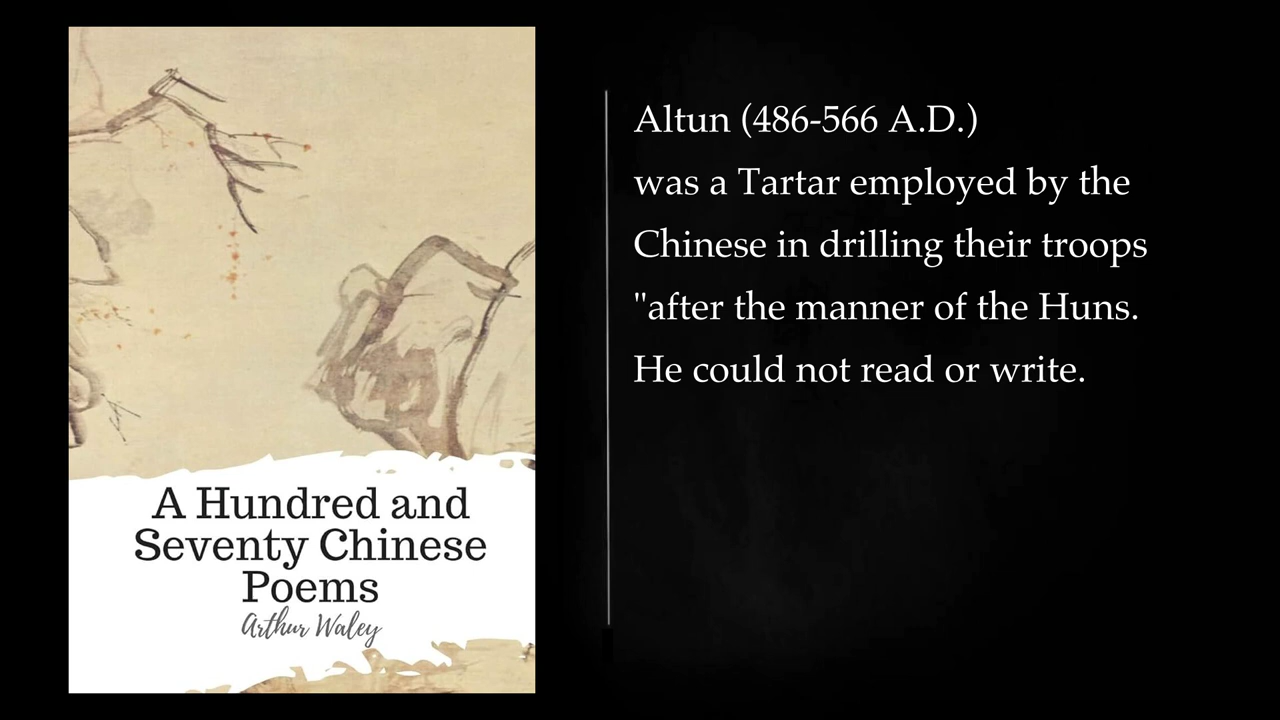 A Hundred and
Seventy Chinese
Poems
Arthur Waley
Altun (486-566 A.D.)
was a Tartar employed by the
Chinese in drilling their troops
"after the manner of the Huns.
He could not read or write.